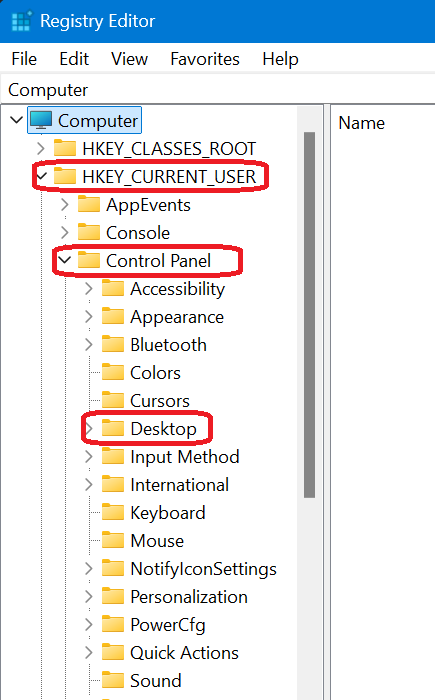 Registry Editor
File Edit View Favorites Help
Computer
Name
Computer
HKEY_CLASSES_ROOT
HKEY_CURRENT_USER
AppEvents
Console
Control Panel
Accessibility
Appearance
Bluetooth
Colors
Cursors
Desktop
Input Method
International
Keyboard
Mouse
NotifyIconSettings
Personalization
PowerCfg
Quick Actions
Sound